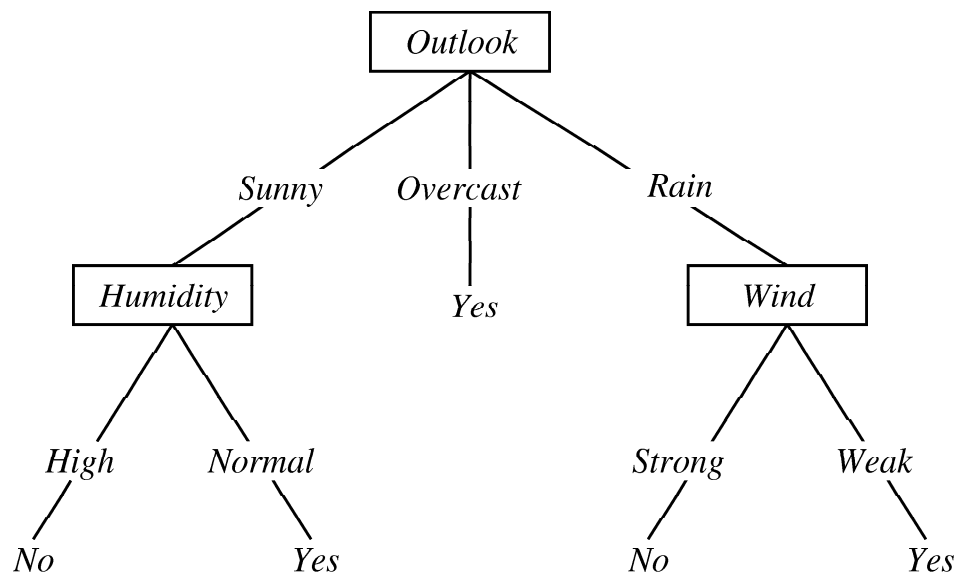 Outlook
Sunny Overcast Rain
Humidity Yes Wind
High Normal Strong Weak
No Yes No Yes